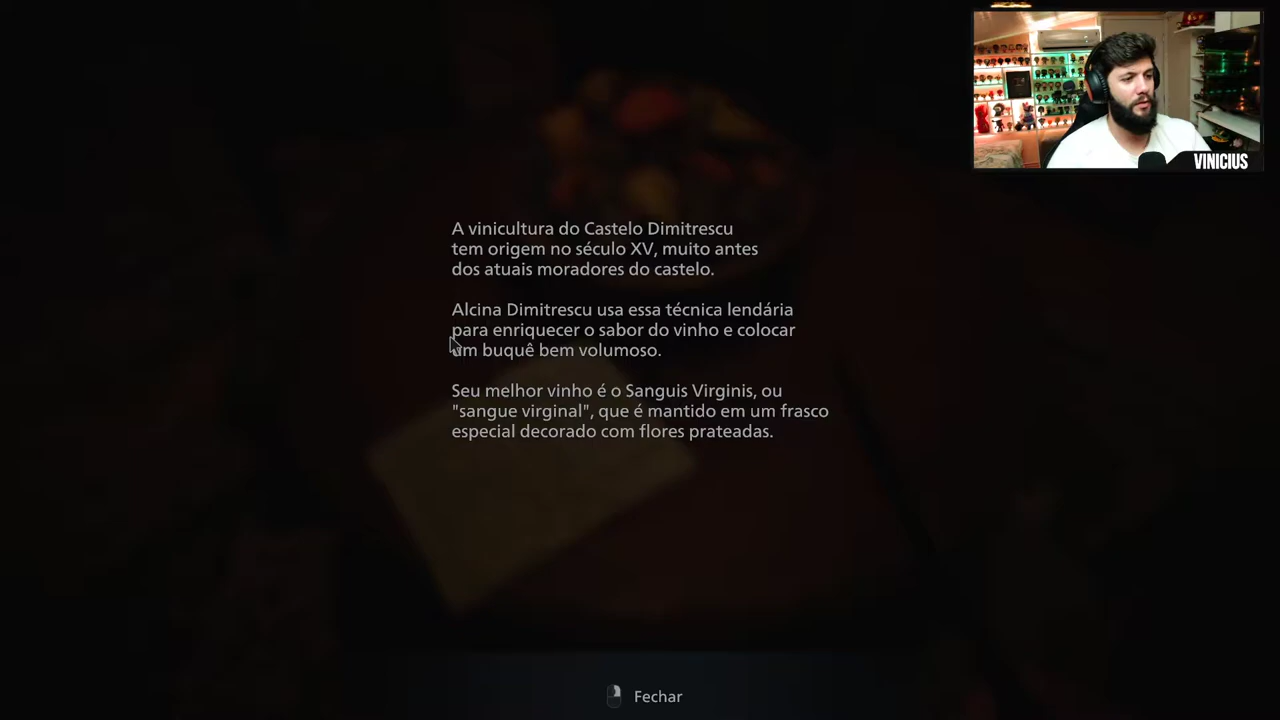 VINICIUS
A vinicultura do Castelo Dimitrescu
tem origem no século XV, muito antes
dos atuais moradores do castelo.
Alcina Dimitrescu usa essa técnica lendária
para enriquecer o sabor do vinho e colocar
um buquê bem volumoso.
Seu melhor vinho é o Sanguis Virginis, ou
"sangue virginal", que é mantido em um frasco
especial decorado com flores prateadas.
Fechar